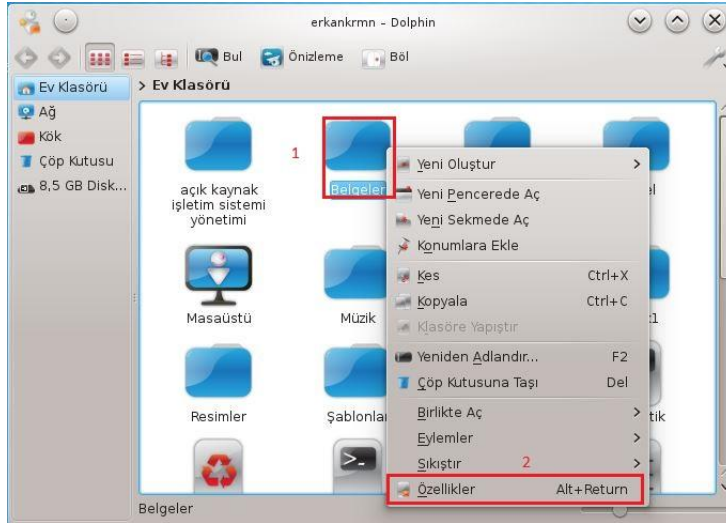 erkankrmn - Dolphin
Bul
Önizleme
Böl
Ev Klasörü
> Ev Klasörü
Ağ
Kök
Çöp Kutusu
8,5 GB Disk...
1
açık kaynak
işletim sistemi
yönetimi
Belgeler
Masaüstü
Müzik
Resimler
Yeni Oluştur
Yeni Pencerede Aç
Yeni Sekmede Aç
Konumlara Ekle
Kes Ctrl+X
Kopyala Ctrl+C
Klasöre Yapıştır
Yeniden Adlandır... F2
Çöp Kutusuna Taşı Del
Birlikte Aç
Eylemler
Sıkıştır
2
Özellikler Alt+Return
Belgeler